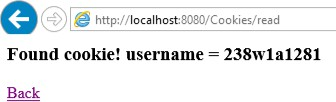 http://localhost:8080/Cookies/read
Found cookie! username = 238w1a1281
Back